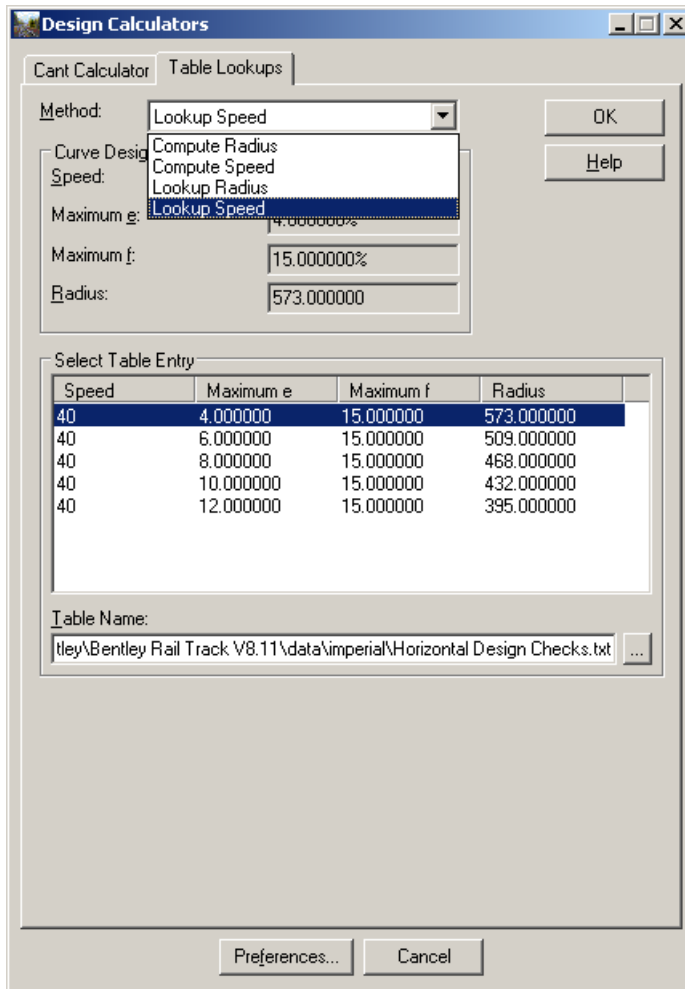 Design Calculators
Cant Calculator Table Lookups
Method: Lookup Speed OK
Compute Radius
Compute Speed
Lookup Radius
Lookup Speed
Help
Curve Desig
Speed:
Maximum e: 4.000000%
Maximum f: 15.000000%
Radius: 573.000000
Select Table Entry
Speed Maximum e Maximum f Radius
40 4.000000 15.000000 573.000000
40 6.000000 15.000000 509.000000
40 8.000000 15.000000 468.000000
40 10.000000 15.000000 432.000000
40 12.000000 15.000000 395.000000
Table Name:
tley\Bentley Rail Track V8.11\data\imperial\Horizontal Design Checks.txt ...
Preferences... Cancel